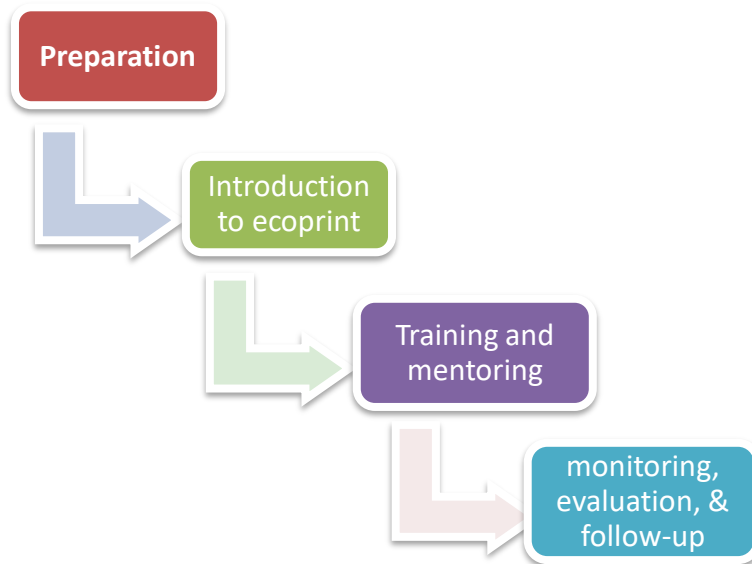 Preparation
Introduction
to ecoprint
Training and
mentoring
monitoring,
evaluation, &
follow-up